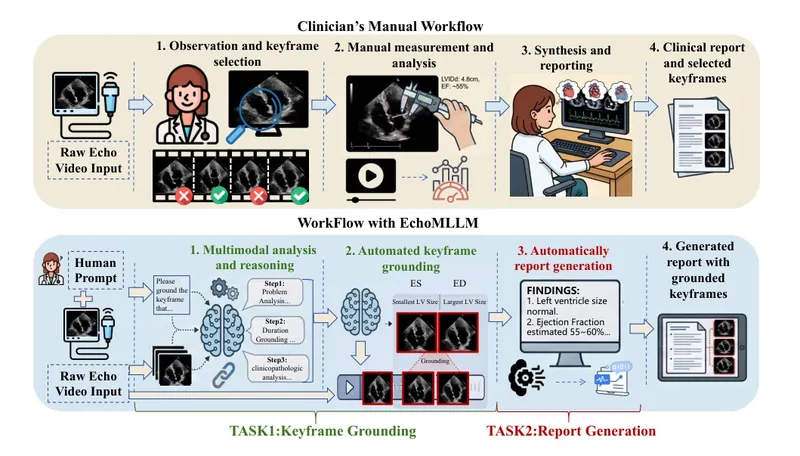 Clinician's Manual Workflow
1. Observation and keyframe
selection
2. Manual measurement and
analysis
3. Synthesis and
reporting
4. Clinical report
and selected
keyframes
LVIDd: 4.8cm,
EF: ~55%
Raw Echo
Video Input
WorkFlow with EchoMLLM
1. Multimodal analysis
and reasoning
2. Automated keyframe
grounding
3. Automatically
report generation
4. Generated
report with
grounded
keyframes
Human
Prompt
Please
ground the
keyframe
that...
Step1:
Problem
Analysis...
Step2:
Duration
Grounding ...
Step3:
clinicopathologic
analysis...
ES
ED
Smallest LV Size
Largest LV Size
Grounding
FINDINGS:
1. Left ventricle size
normal.
2. Ejection Fraction
estimated 55~60%...
Raw Echo
Video Input
TASK1:Keyframe Grounding
TASK2:Report Generation